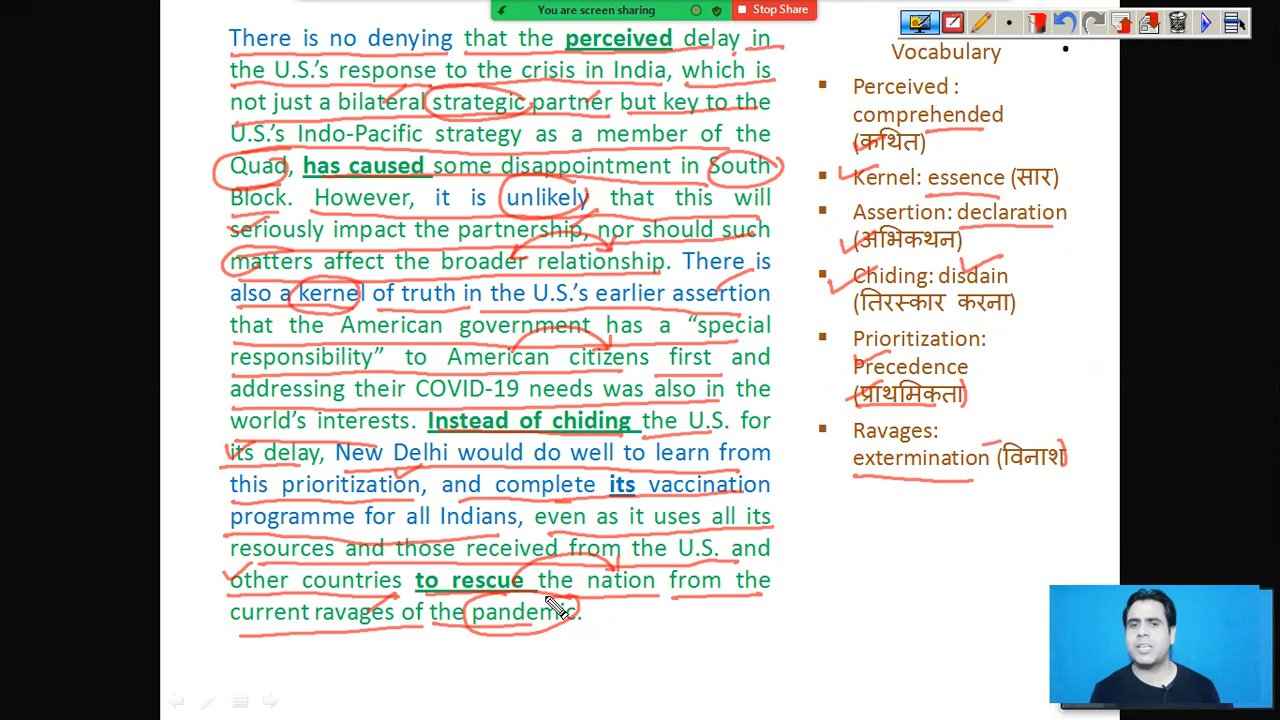 You are screen sharing
Stop Share
There is no denying that the perceived delay in
the U.S.'s response to the crisis in India, which is
not just a bilateral strategic partner but key to the
U.S.'s Indo-Pacific strategy as a member of the
Quad, has caused some disappointment in South
Block. However, it is unlikely that this will
seriously impact the partnership, nor should such
matters affect the broader relationship. There is
also a kernel of truth in the U.S.'s earlier assertion
that the American government has a “special
responsibility” to American citizens first and
addressing their COVID-19 needs was also in the
world's interests. Instead of chiding the U.S. for
its delay, New Delhi would do well to learn from
this prioritization, and complete its vaccination
programme for all Indians, even as it uses all its
resources and those received from the U.S. and
other countries to rescue the nation from the
current ravages of the pandemic.
Vocabulary
▪ Perceived :
comprehended
(कथित)
▪ Kernel: essence (सार)
▪ Assertion: declaration
(अभिकथन)
▪ Chiding: disdain
(तिरस्कार करना)
▪ Prioritization:
Precedence
(प्राथमिकता)
▪ Ravages:
extermination (विनाश)